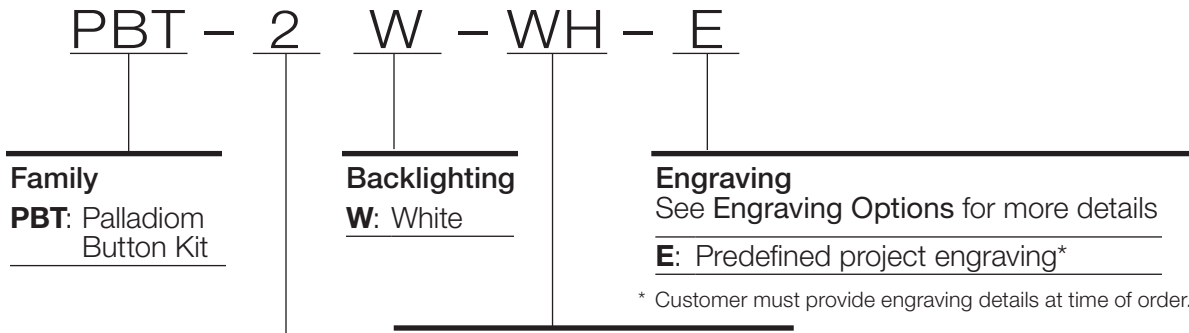 PBT – 2 W – WH – E
Family
PBT: Palladiom
Button Kit
Backlighting
W: White
Engraving
See Engraving Options for more details
E: Predefined project engraving*
* Customer must provide engraving details at time of order.